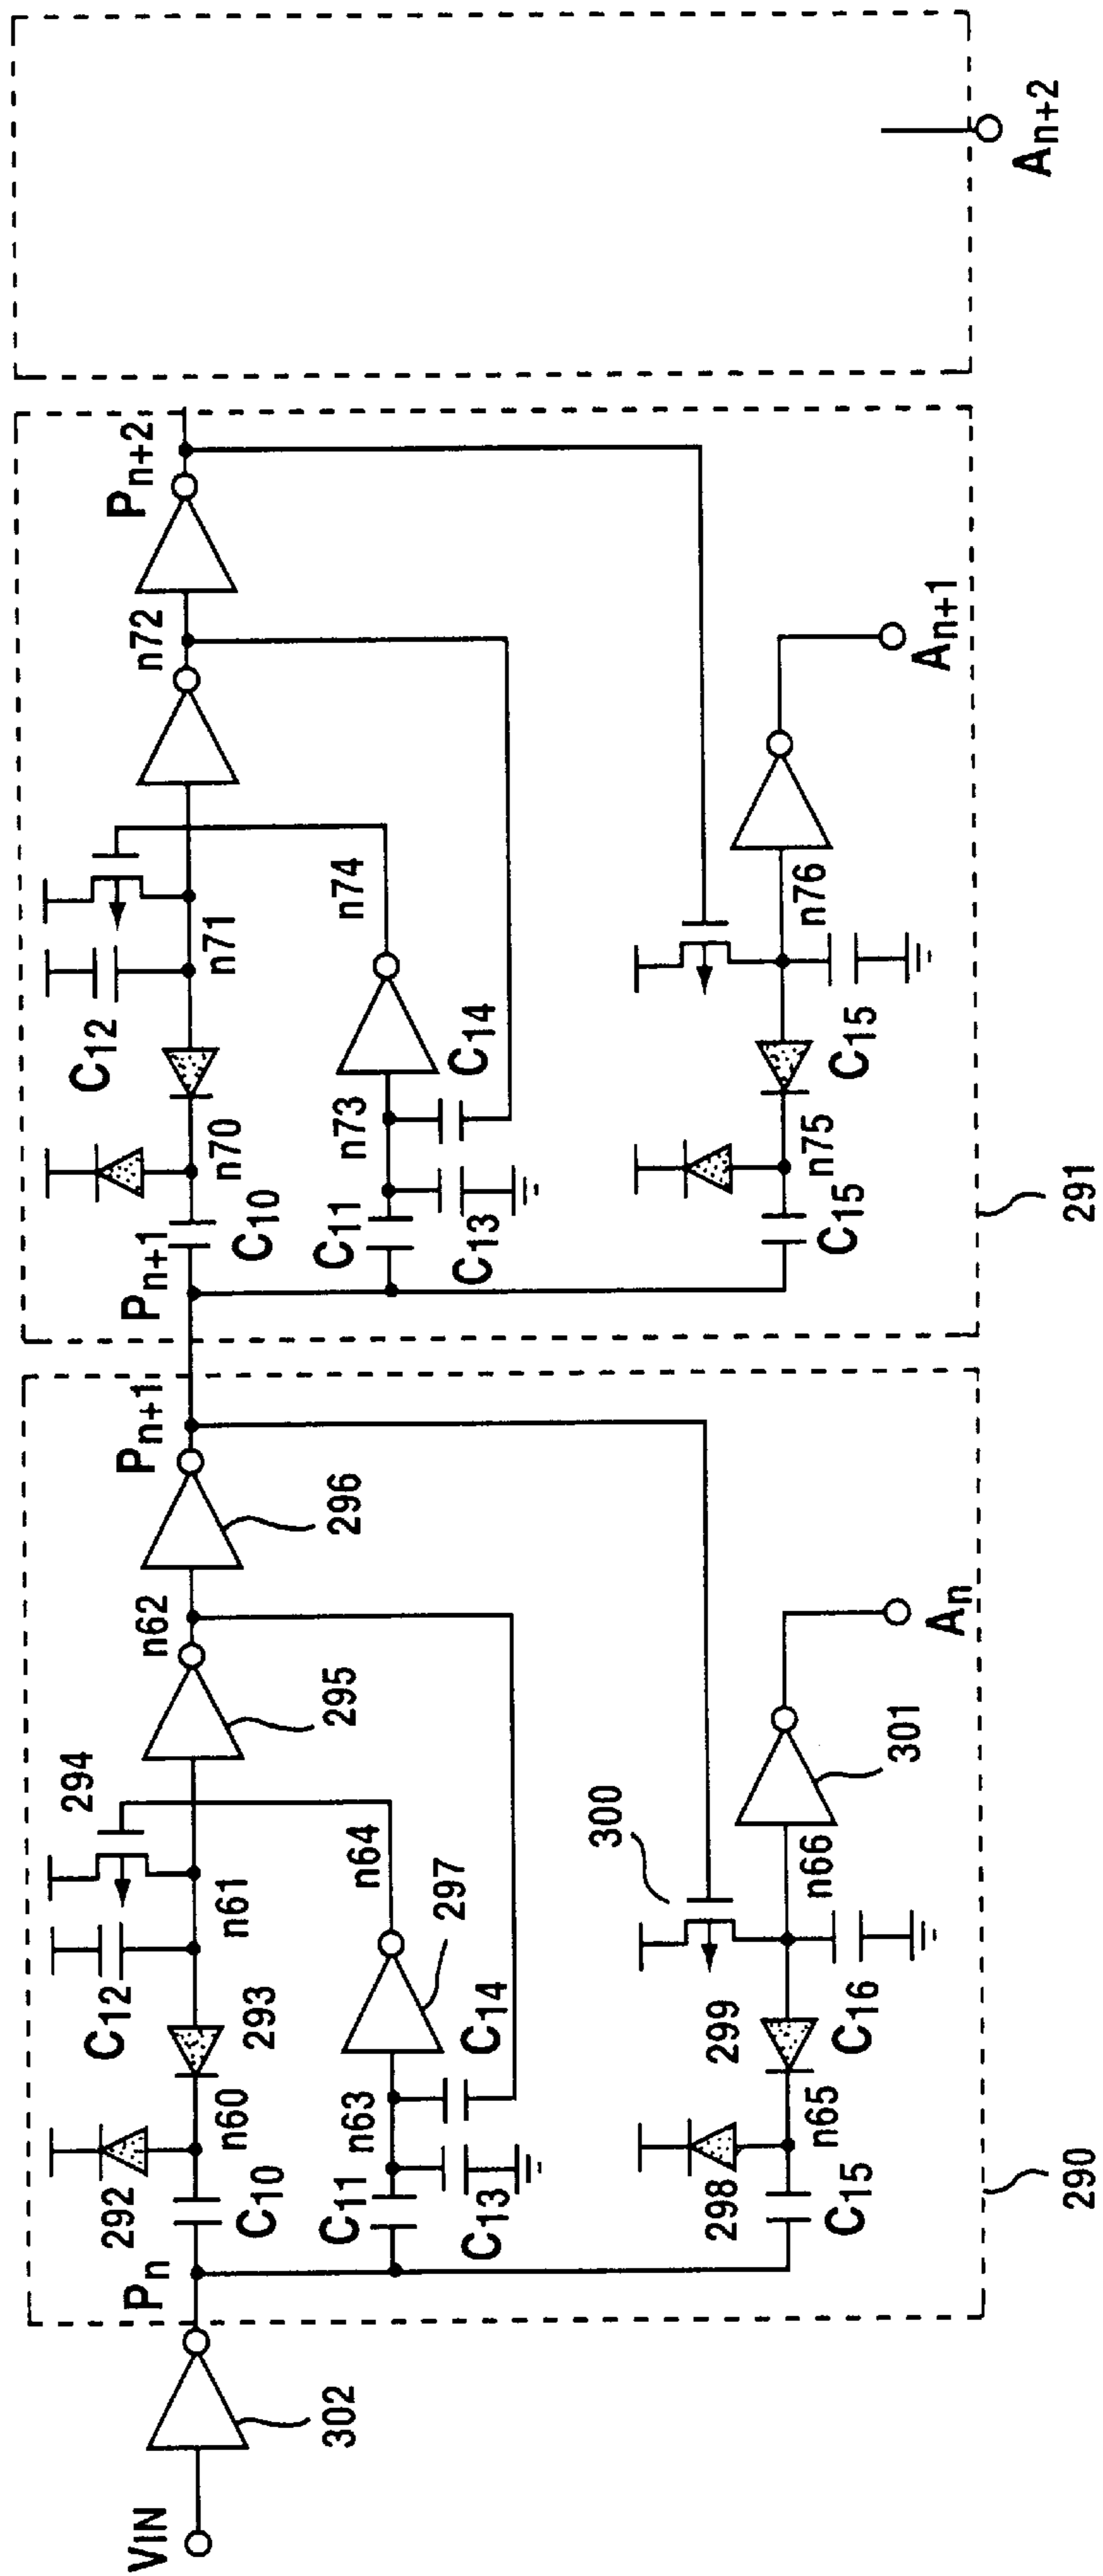 VIN
302
Pn
292
C10
n60
293
C12
n61
294
295
n62
296
Pn+1
C11
n63
C13
C14
297
n64
298
C15
n65
299
C16
300
n66
301
An
290
Pn+1
C10
n70
C12
n71
n72
Pn+2
C11
n73
C13
C14
n74
C15
n75
C15
n76
An+1
291
An+2